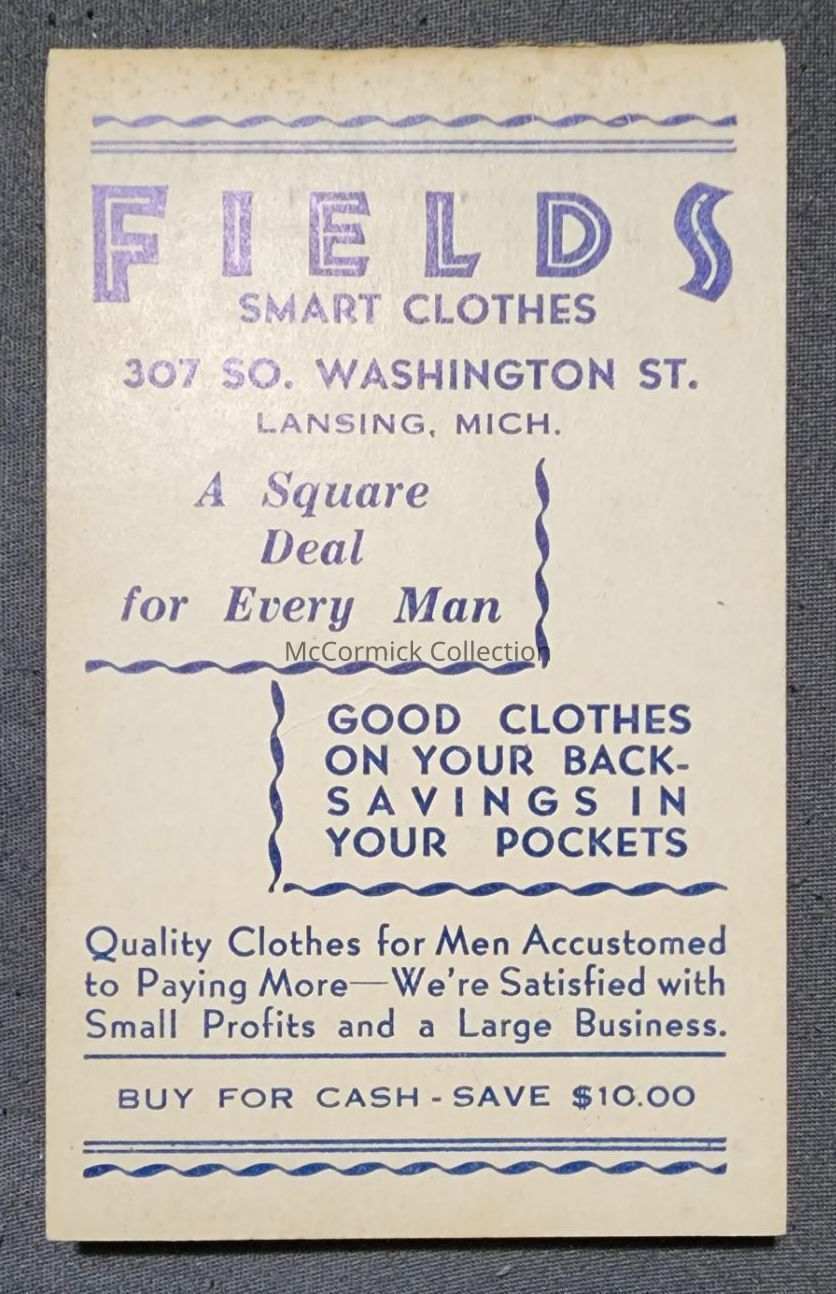 FIELDS
SMART CLOTHES
307 SO. WASHINGTON ST.
LANSING, MICH.
A Square
Deal
for Every Man
McCormick Collection
GOOD CLOTHES
ON YOUR BACK-
SAVINGS IN
YOUR POCKETS
Quality Clothes for Men Accustomed
to Paying More—We're Satisfied with
Small Profits and a Large Business.
BUY FOR CASH - SAVE $10.00